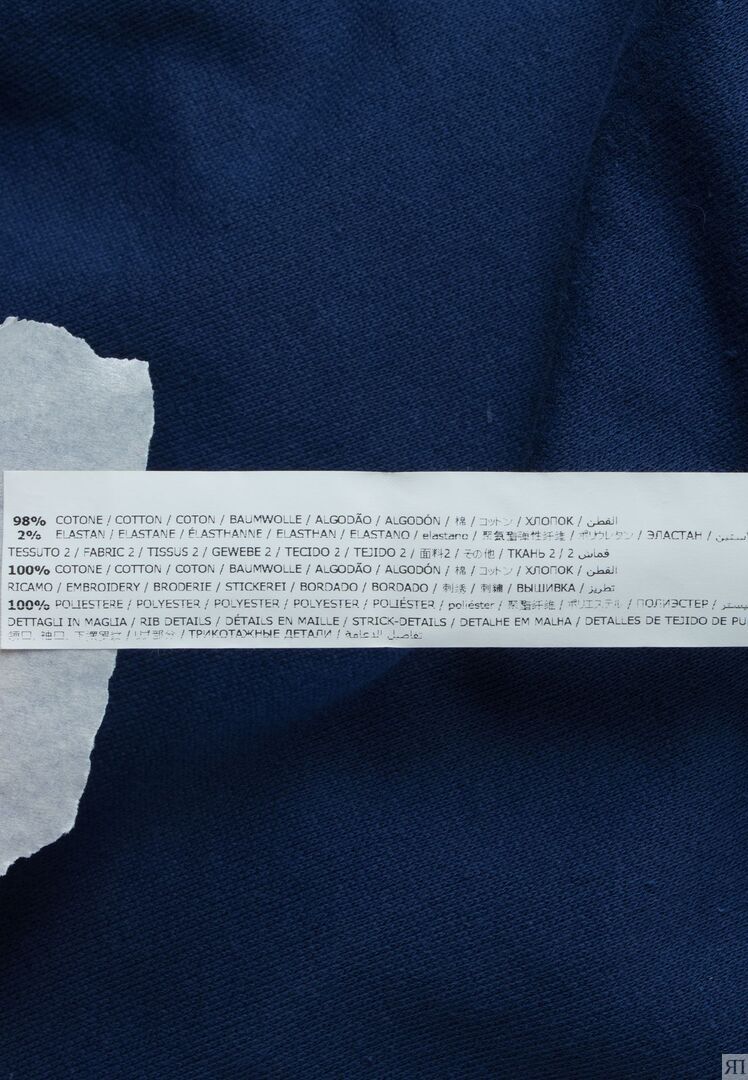 98% COTONE / COTTON / COTON / BAUMWOLLE / ALGODÃO / ALGODÓN / 棉 / コットン / ХЛОПОК / القطن
2% ELASTAN / ELASTANE / ÉLASTHANNE / ELASTHAN / ELASTANO / elastano / 聚氨酯弹性纤维 / ポリウレタン / ЭЛАСТАН /
TESSUTO 2 / FABRIC 2 / TISSUS 2 / GEWEBE 2 / TECIDO 2 / TEJIDO 2 / 面料2 / その他 / ТКАНЬ 2 / قماش 2
100% COTONE / COTTON / COTON / BAUMWOLLE / ALGODÃO / ALGODÓN / 棉 / コットン / ХЛОПОК / القطن
RICAMO / EMBROIDERY / BRODERIE / STICKEREI / BORDADO / BORDADO / 刺绣 / 刺繍 / ВЫШИВКА / تطريز
100% POLIESTERE / POLYESTER / POLYESTER / POLYESTER / POLIÉSTER / poliéster / 聚酯纤维 / ポリエステル / ПОЛИЭСТЕР /
DETTAGLI IN MAGLIA / RIB DETAILS / DÉTAILS EN MAILLE / STRICK-DETAILS / DETALHE EM MALHA / DETALLES DE TEJIDO DE PU
/ ТРИКОТАЖНЫЕ ДЕТАЛИ / تفاصيل الدعامة
ЯП